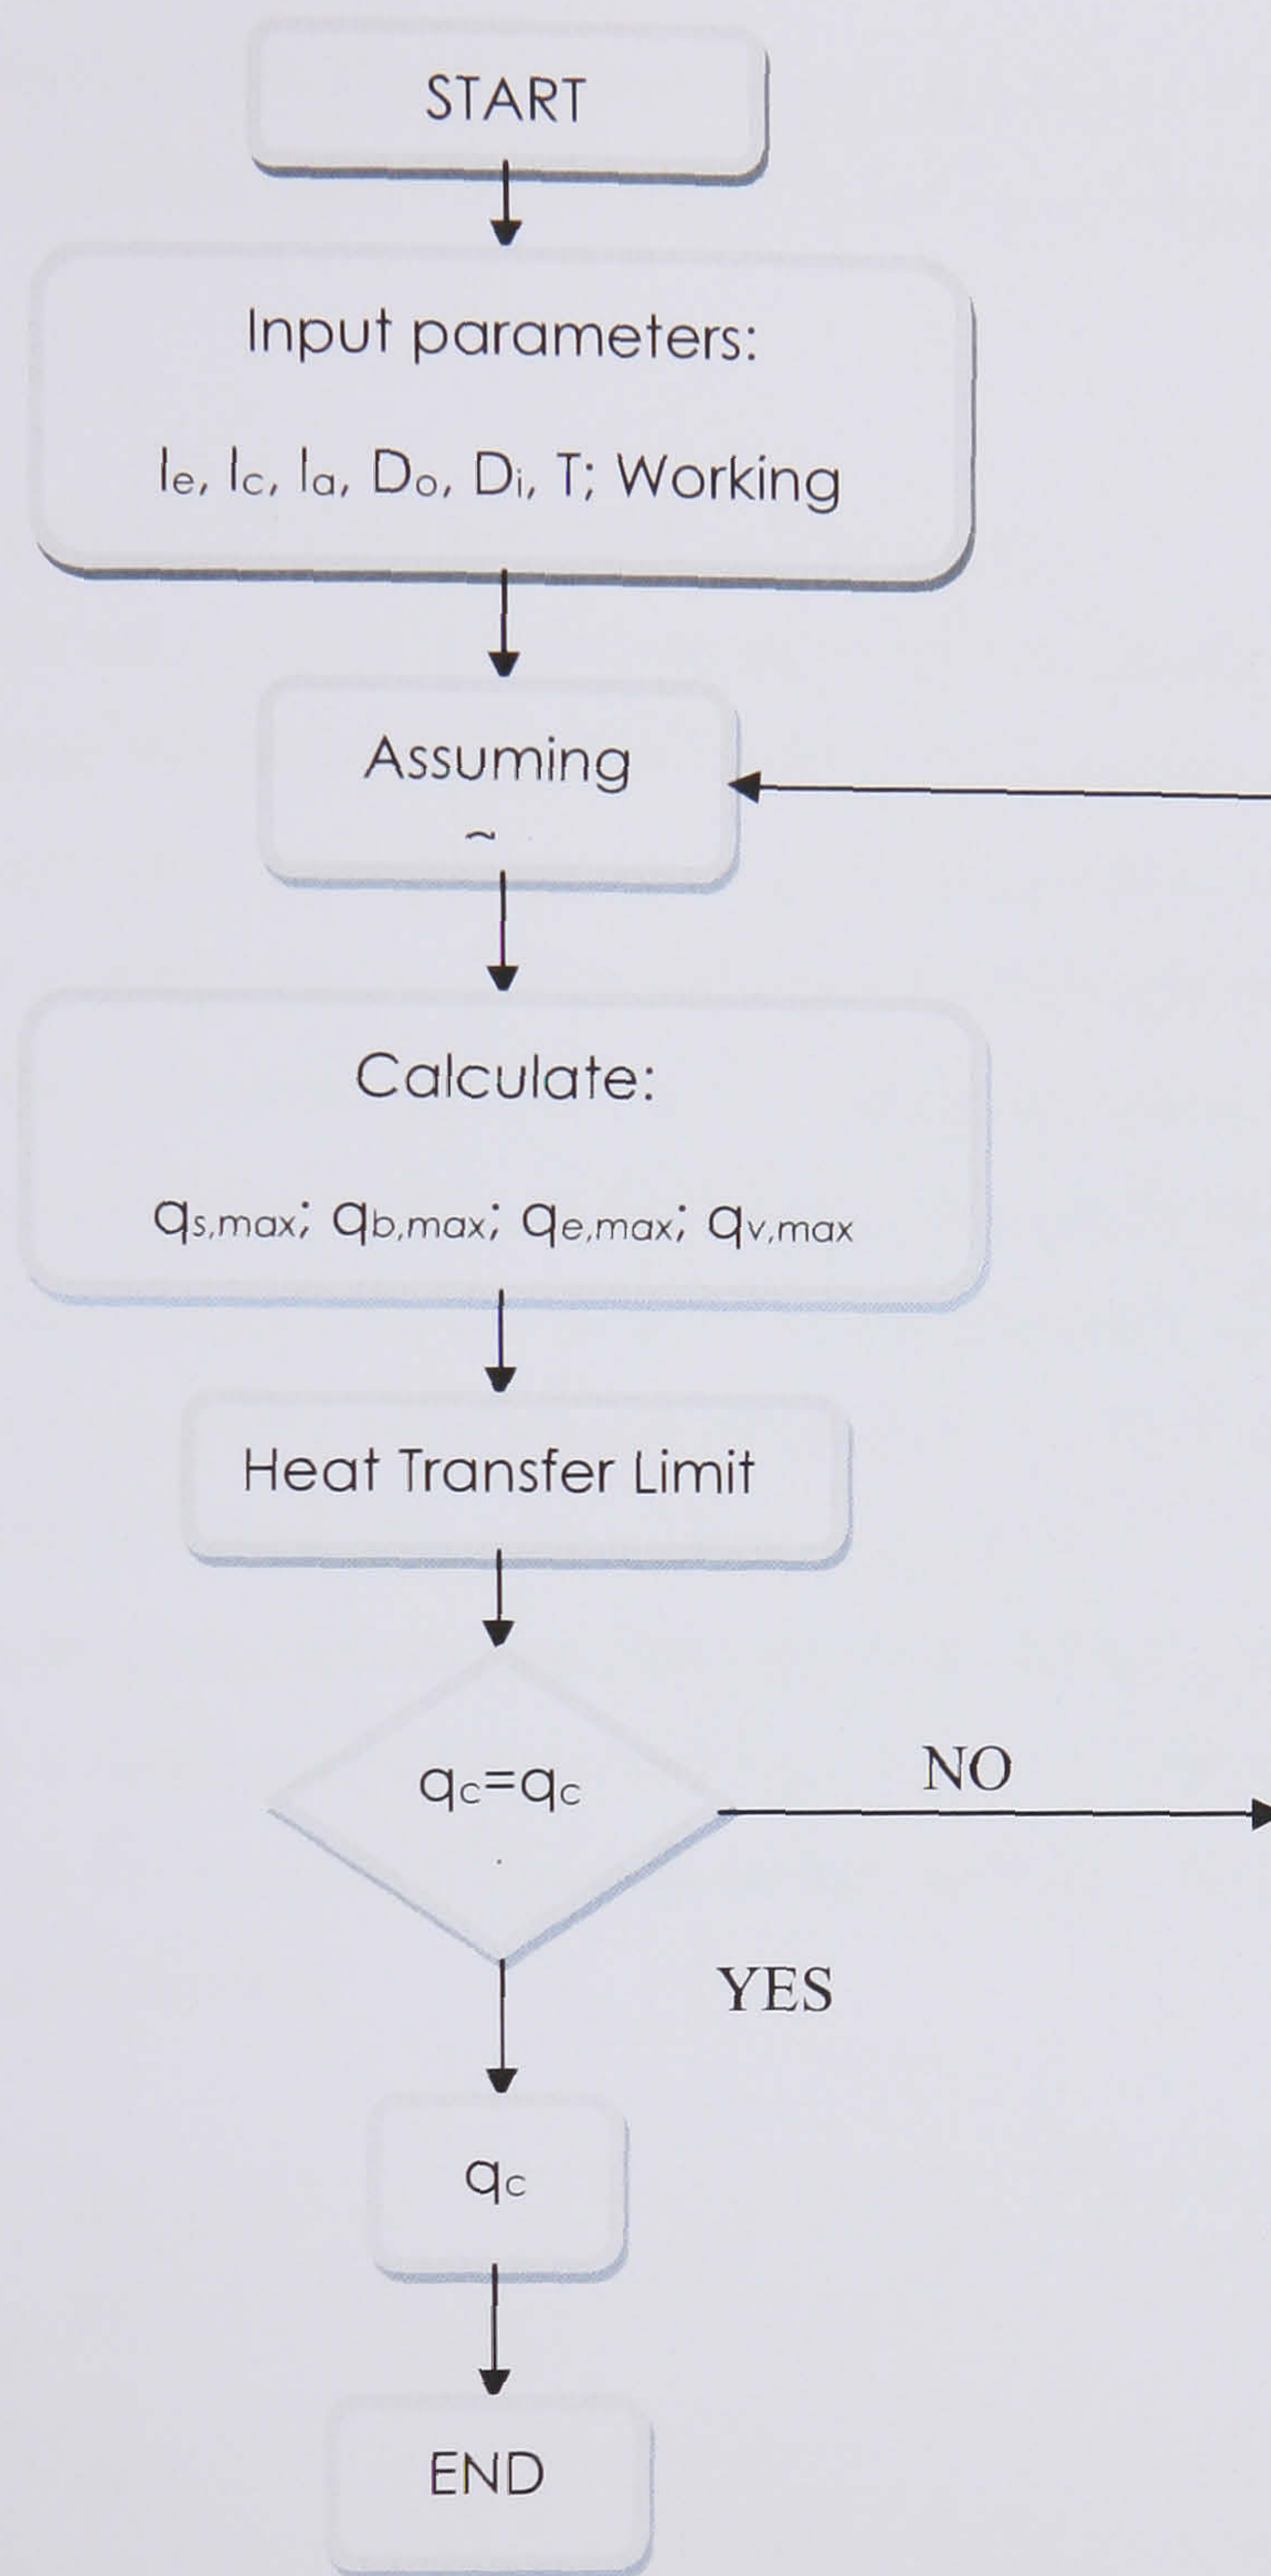 START
Input parameters:
le, lc, la, Do, Di, T; Working
Assuming
~
Calculate:
qs,max; qb,max; qe,max; qv,max
Heat Transfer Limit
qc=qc
NO
YES
qc
END